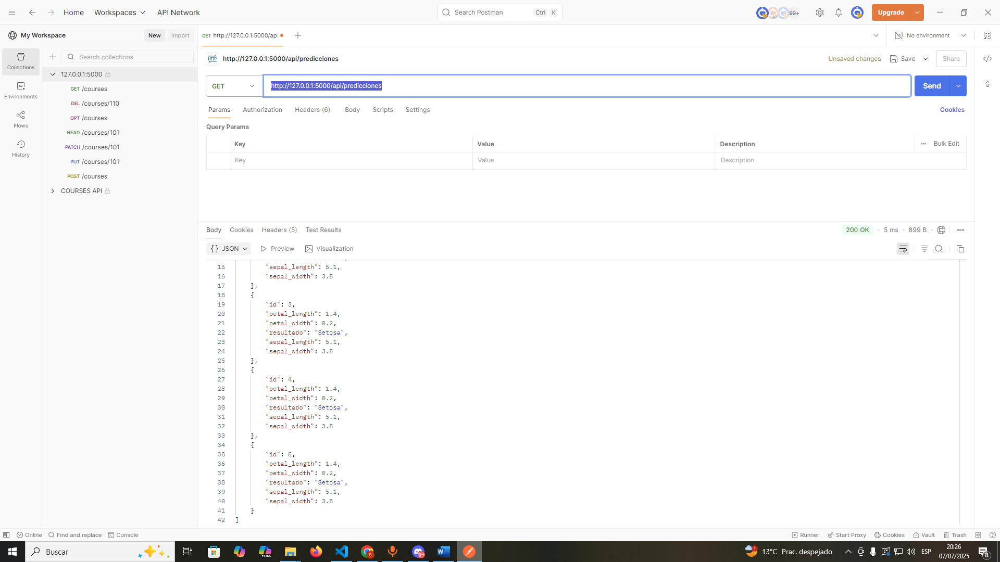 Home Workspaces API Network Search Postman Ctrl K 99+ Upgrade
My Workspace New Import GET http://127.0.0.1:5000/ap No environment
Collections
Environments
Flows
History
Search collections
127.0.0.1:5000
GET /courses
DEL /courses/110
OPT /courses
HEAD /courses/101
PATCH /courses/101
PUT /courses/101
POST /courses
COURSES API
HTTP http://127.0.0.1:5000/api/predicciones Unsaved changes Save Share
GET http://127.0.0.1:5000/api/predicciones Send
Params Authorization Headers (6) Body Scripts Settings Cookies
Query Params
Key Value Description Bulk Edit
Key Value Description
Body Cookies Headers (5) Test Results 200 OK 5 ms 899 B
{} JSON Preview Visualization
15 "sepal_length": 5.1,
16 "sepal_width": 3.5
17 },
18 {
19 "id": 3,
20 "petal_length": 1.4,
21 "petal_width": 0.2,
22 "resultado": "Setosa",
23 "sepal_length": 5.1,
24 "sepal_width": 3.5
25 },
26 {
27 "id": 4,
28 "petal_length": 1.4,
29 "petal_width": 0.2,
30 "resultado": "Setosa",
31 "sepal_length": 5.1,
32 "sepal_width": 3.5
33 },
34 {
35 "id": 5,
36 "petal_length": 1.4,
37 "petal_width": 0.2,
38 "resultado": "Setosa",
39 "sepal_length": 5.1,
40 "sepal_width": 3.5
41 }
42 ]
Online Find and replace Console Runner Start Proxy Cookies Vault Trash
Buscar M365 S 9+ W 1 13°C Prac. despejado ESP 20:26
07/07/2025 8